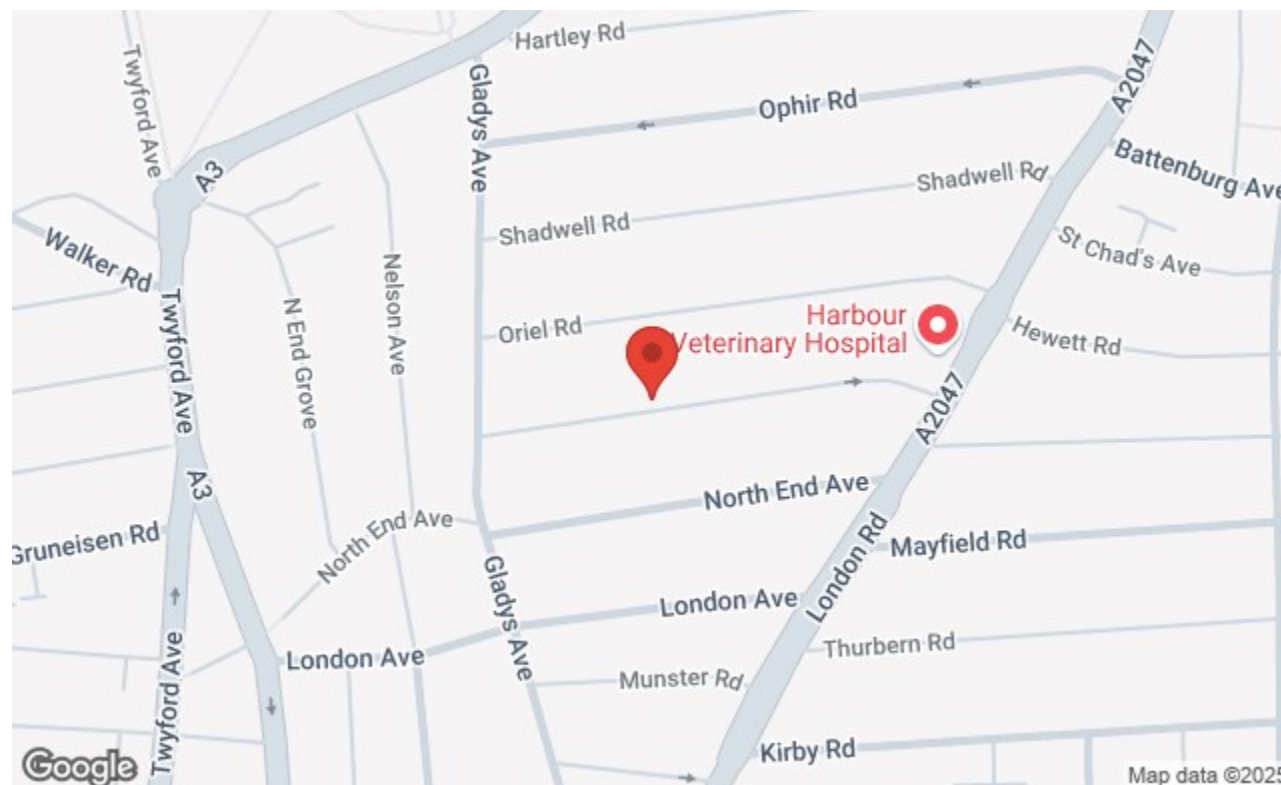 Twyford Ave
Hartley Rd
Gladys Ave
Ophir Rd
A2047
A3
Battenburg Ave
Shadwell Rd
Shadwell Rd
Walker Rd
St Chad's Ave
Nelson Ave
N End Grove
Oriel Rd
Harbour
Veterinary Hospital
Hewett Rd
Twyford Ave
A2047
A3
North End Ave
Gruneisen Rd
North End Ave
Mayfield Rd
London Rd
Gladys Ave
London Ave
Thurbern Rd
London Ave
Munster Rd
Twyford Ave
Kirby Rd
Google
Map data ©2025